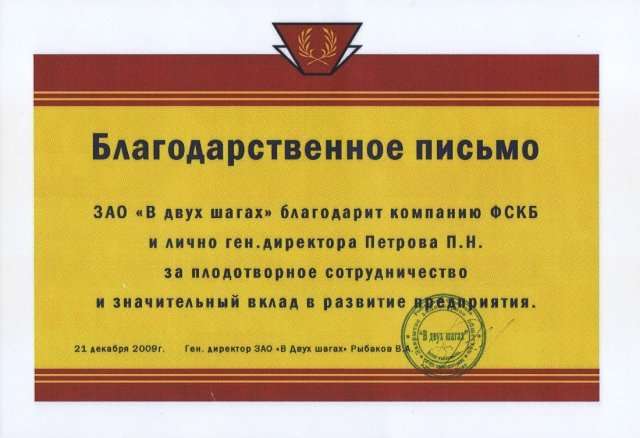 Благодарственное письмо
ЗАО «В двух шагах» благодарит компанию ФСКБ
и лично ген.директора Петрова П.Н.
за плодотворное сотрудничество
и значительный вклад в развитие предприятия.
21 декабря 2009г. Ген. директор ЗАО «В Двух шагах» Рыбаков В.А.
"В двух шагах"